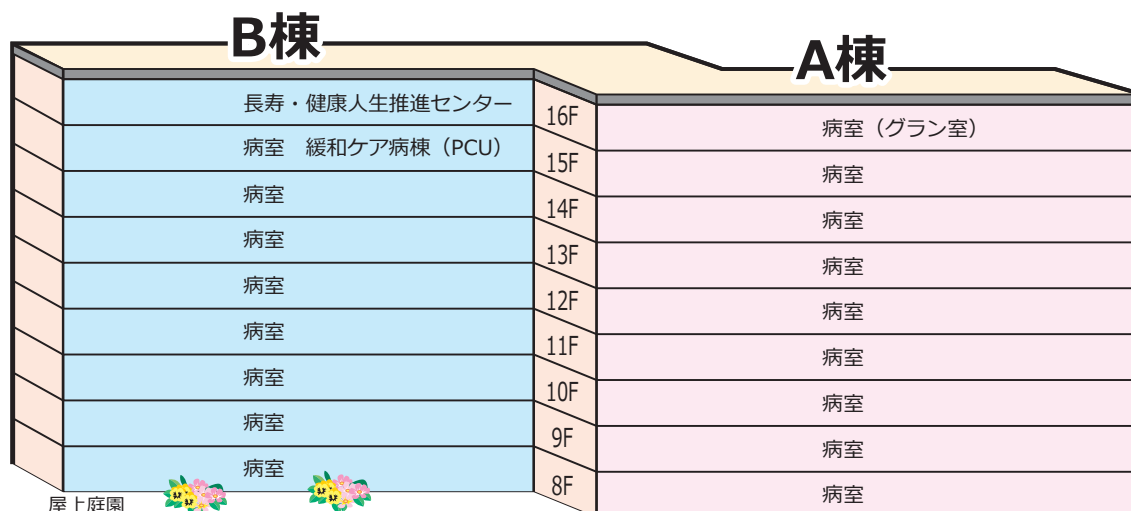 B棟
A棟
長寿・健康人生推進センター
16F
病室（グラン室）
病室　緩和ケア病棟（PCU）
15F
病室
病室
14F
病室
病室
13F
病室
病室
12F
病室
病室
11F
病室
病室
10F
病室
病室
9F
病室
病室
8F
病室
屋上庭園